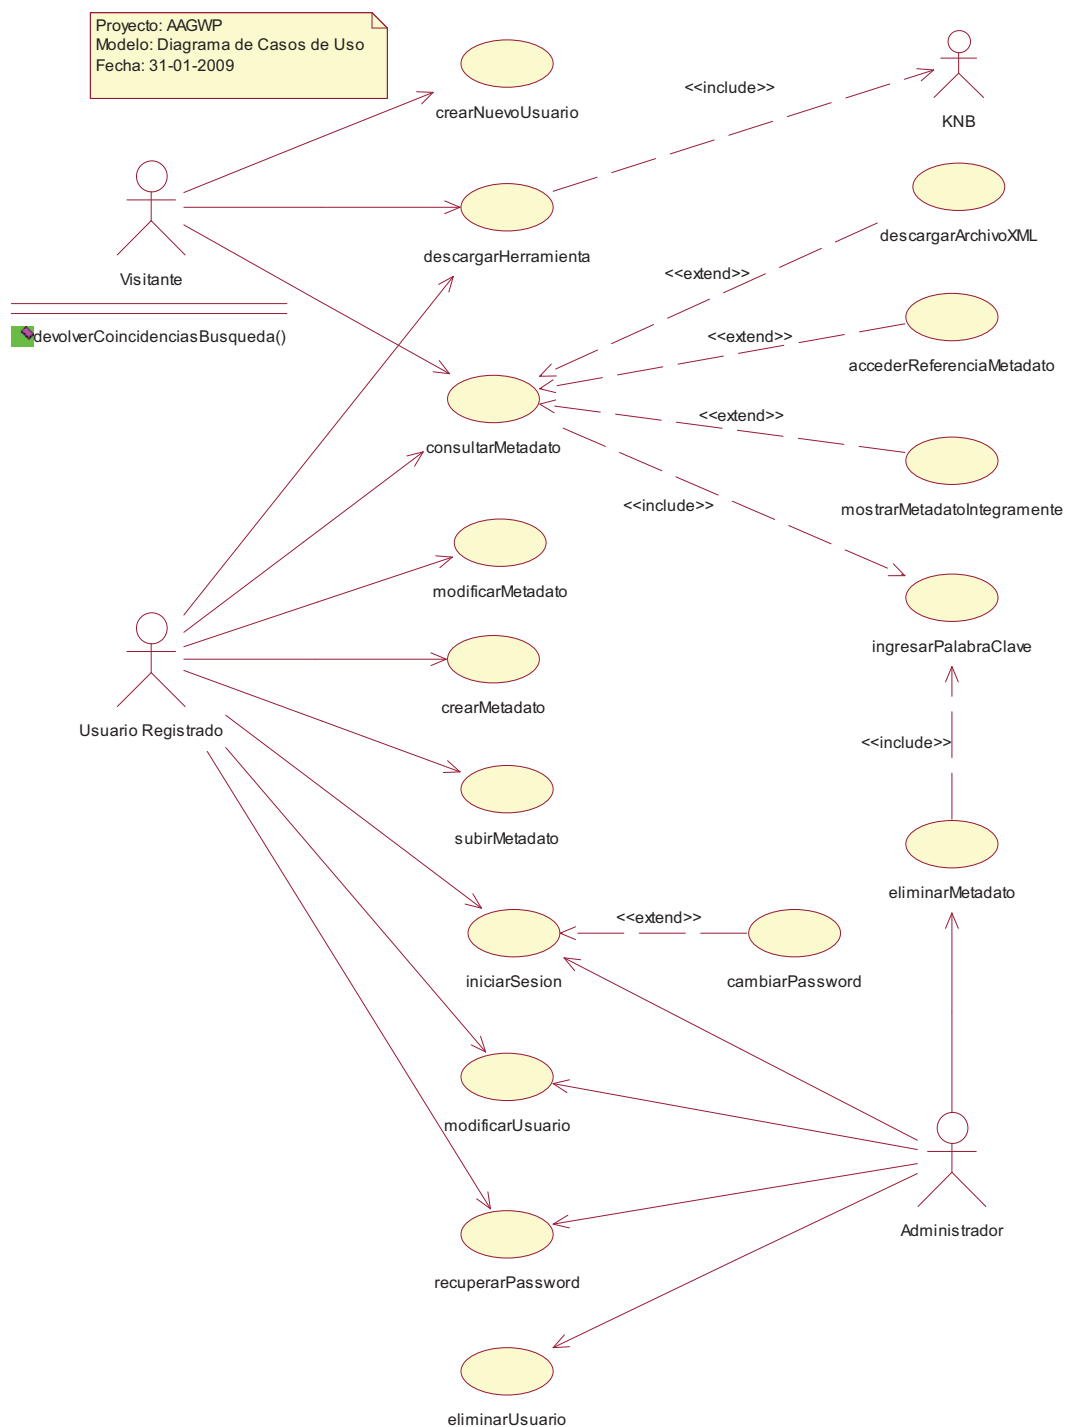 Proyecto: AAGWP
Modelo: Diagrama de Casos de Uso
Fecha: 31-01-2009
crearNuevoUsuario
<<include>>
KNB
Visitante
devolverCoincidenciasBusqueda()
descargarHerramienta
descargarArchivoXML
<<extend>>
<<extend>>
accederReferenciaMetadato
<<extend>>
consultarMetadato
mostrarMetadatoIntegramente
<<include>>
modificarMetadato
ingresarPalabraClave
Usuario Registrado
crearMetadato
<<include>>
subirMetadato
eliminarMetadato
<<extend>>
iniciarSesion
cambiarPassword
modificarUsuario
Administrador
recuperarPassword
eliminarUsuario